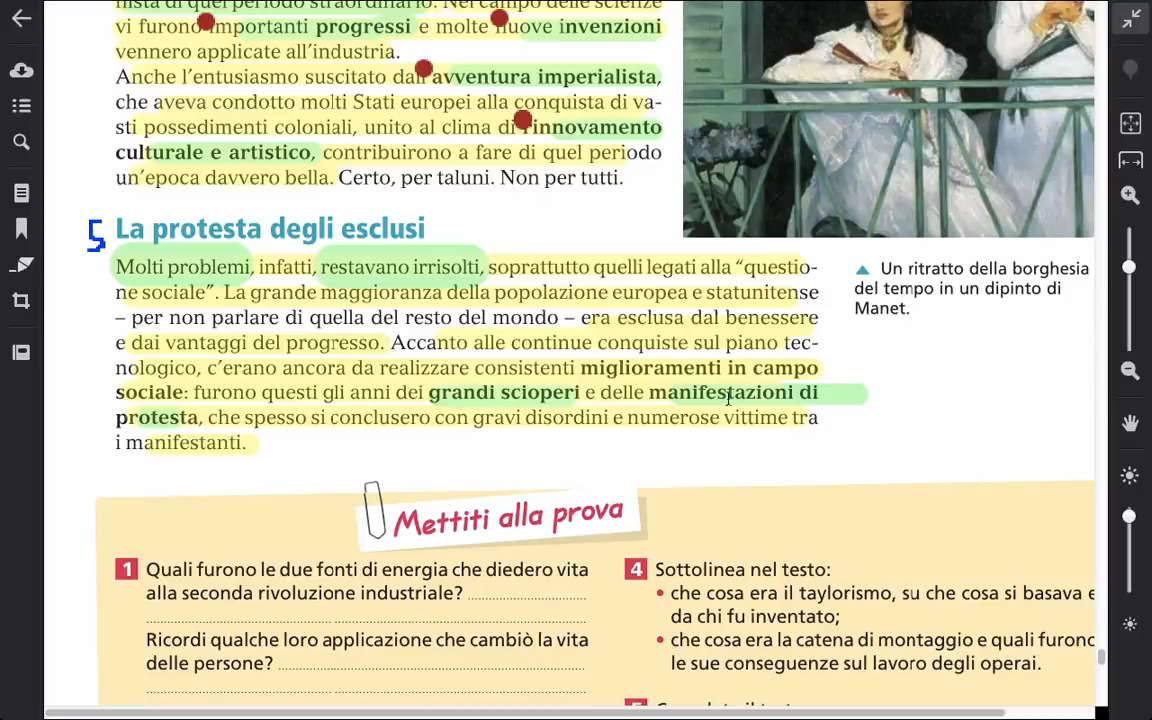 nista di quel periodo straordinario. Nel campo delle scienze
vi furono importanti progressi e molte nuove invenzioni
vennero applicate all'industria.
Anche l'entusiasmo suscitato dall'avventura imperialista,
che aveva condotto molti Stati europei alla conquista di va-
sti possedimenti coloniali, unito al clima di rinnovamento
culturale e artistico, contribuirono a fare di quel periodo
un'epoca davvero bella. Certo, per taluni. Non per tutti.
5 La protesta degli esclusi
Molti problemi, infatti, restavano irrisolti, soprattutto quelli legati alla “questio-
ne sociale”. La grande maggioranza della popolazione europea e statunitense
– per non parlare di quella del resto del mondo – era esclusa dal benessere
e dai vantaggi del progresso. Accanto alle continue conquiste sul piano tec-
nologico, c'erano ancora da realizzare consistenti miglioramenti in campo
sociale: furono questi gli anni dei grandi scioperi e delle manifestazioni di
protesta, che spesso si conclusero con gravi disordini e numerose vittime tra
i manifestanti.
Un ritratto della borghesia
del tempo in un dipinto di
Manet.
Mettiti alla prova
1 Quali furono le due fonti di energia che diedero vita
alla seconda rivoluzione industriale?
Ricordi qualche loro applicazione che cambiò la vita
delle persone?
4 Sottolinea nel testo:
• che cosa era il taylorismo, su che cosa si basava e
da chi fu inventato;
• che cosa era la catena di montaggio e quali furono
le sue conseguenze sul lavoro degli operai.